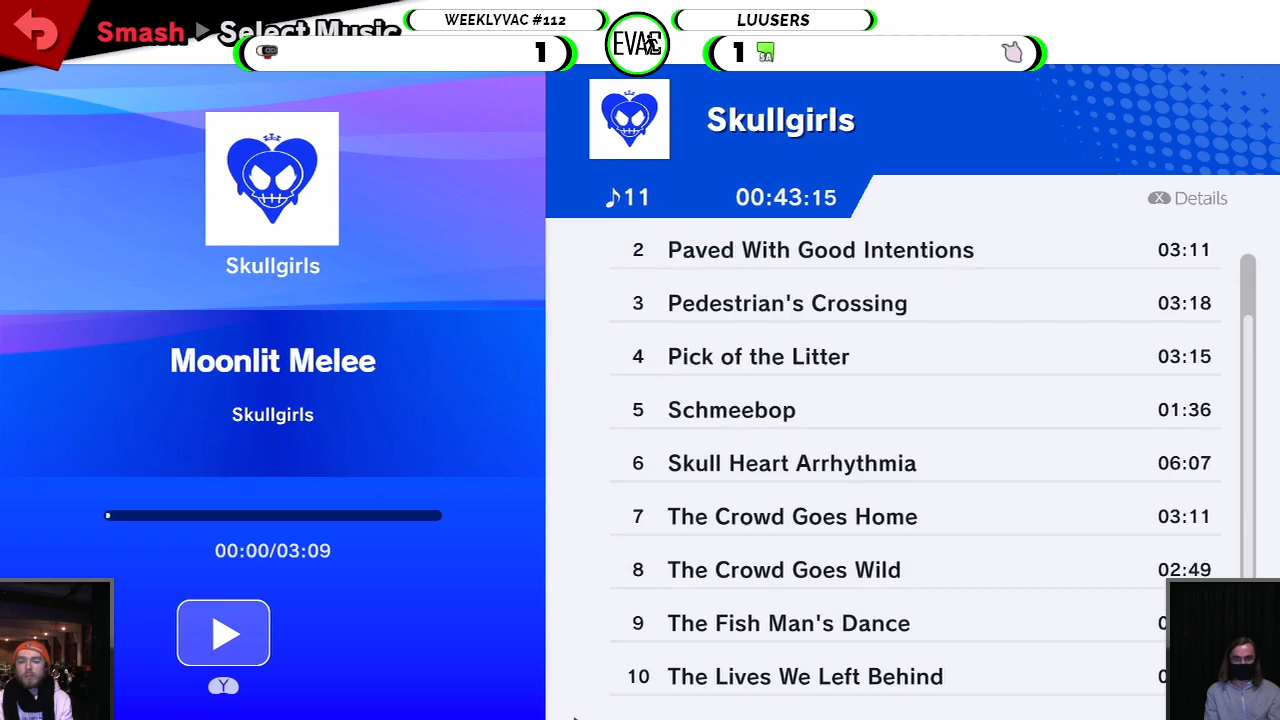 WEEKLYVAC #112
LUUSERS
Smash ▶ Select Music
1
EVAC
1
SA
Skullgirls
Skullgirls
♪11 00:43:15
X Details
Moonlit Melee
Skullgirls
00:00/03:09
Y
2 Paved With Good Intentions 03:11
3 Pedestrian's Crossing 03:18
4 Pick of the Litter 03:15
5 Schmeebop 01:36
6 Skull Heart Arrhythmia 06:07
7 The Crowd Goes Home 03:11
8 The Crowd Goes Wild 02:49
9 The Fish Man's Dance
10 The Lives We Left Behind